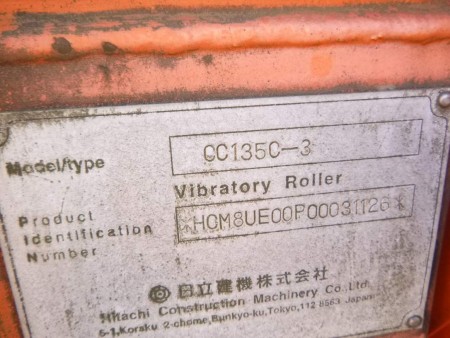 Model/type CC135C-3
Vibratory Roller
Product
Identification
Number
*HCM8UE00P00031126*
日立建機株式会社
Hitachi Construction Machinery Co., Ltd.
5-1, Koraku 2-chome, Bunkyo-ku, Tokyo, 112 8563 Japan